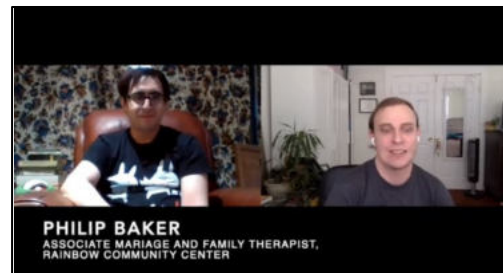 PHILIP BAKER
ASSOCIATE MARIAGE AND FAMILY THERAPIST,
RAINBOW COMMUNITY CENTER